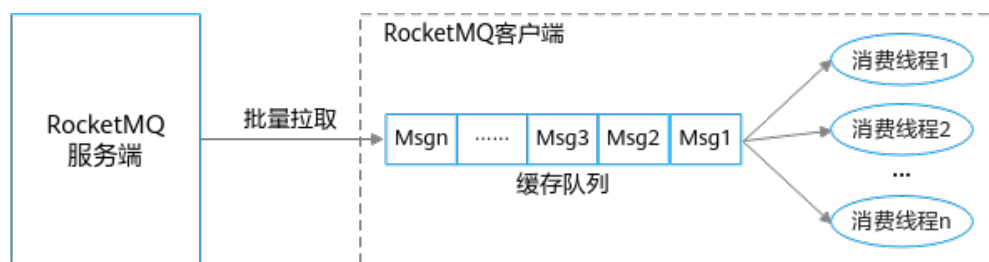 RocketMQ客户端
消费线程1
RocketMQ
服务端
批量拉取
Msgn
……
Msg3
Msg2
Msg1
消费线程2
...
缓存队列
消费线程n